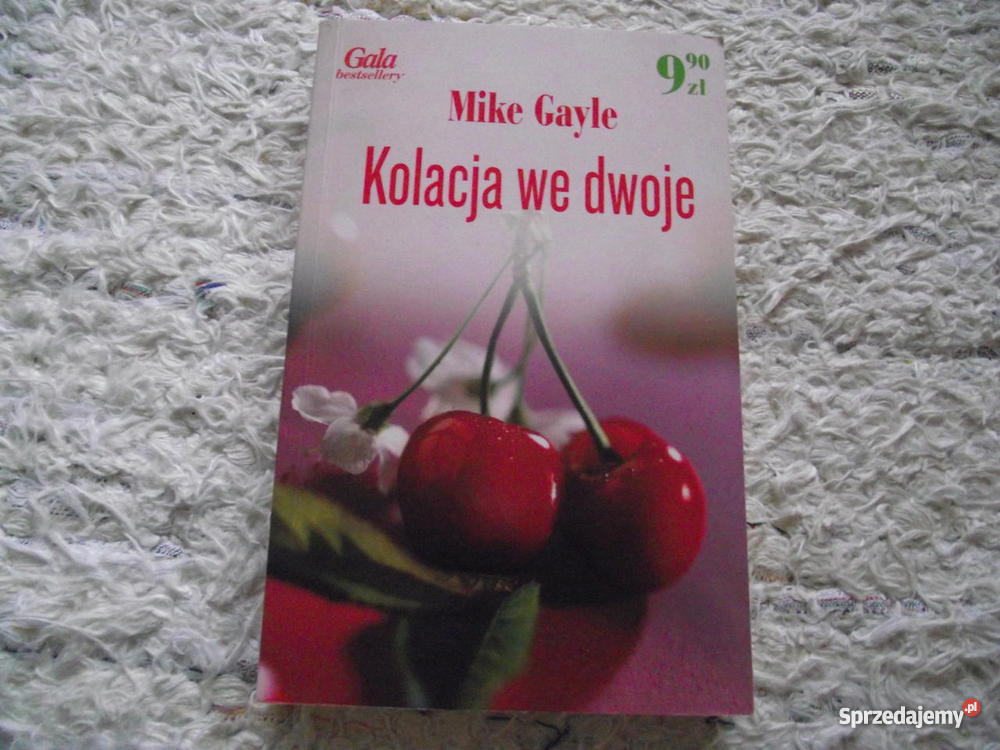 Gala
bestsellery
9 90
zł
Mike Gayle
Kolacja we dwoje
Sprzedajemy.pl